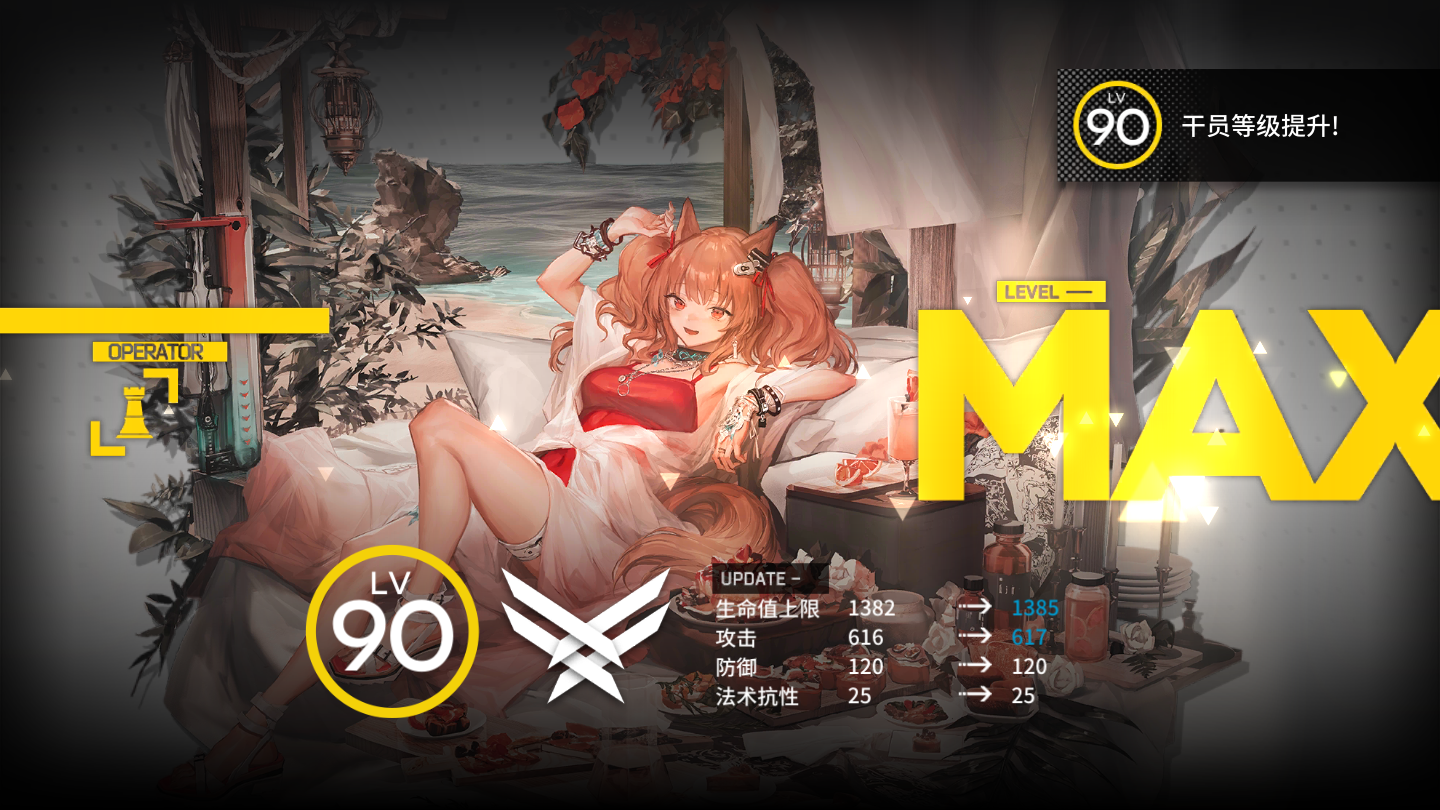 LV
90
干员等级提升!
LEVEL —
MAX
OPERATOR
LV
90
UPDATE –
生命值上限 1382 1385
攻击 616 617
防御 120 120
法术抗性 25 25